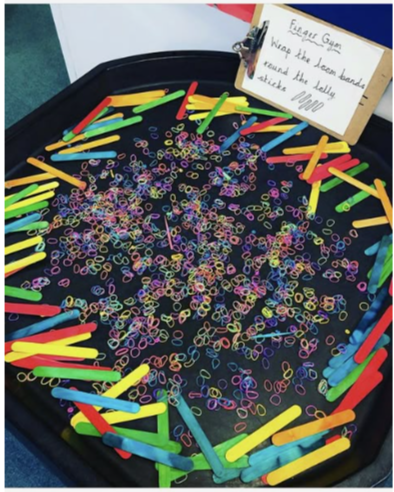 Finger Gym
Wrap the loom bands
round the lolly
sticks